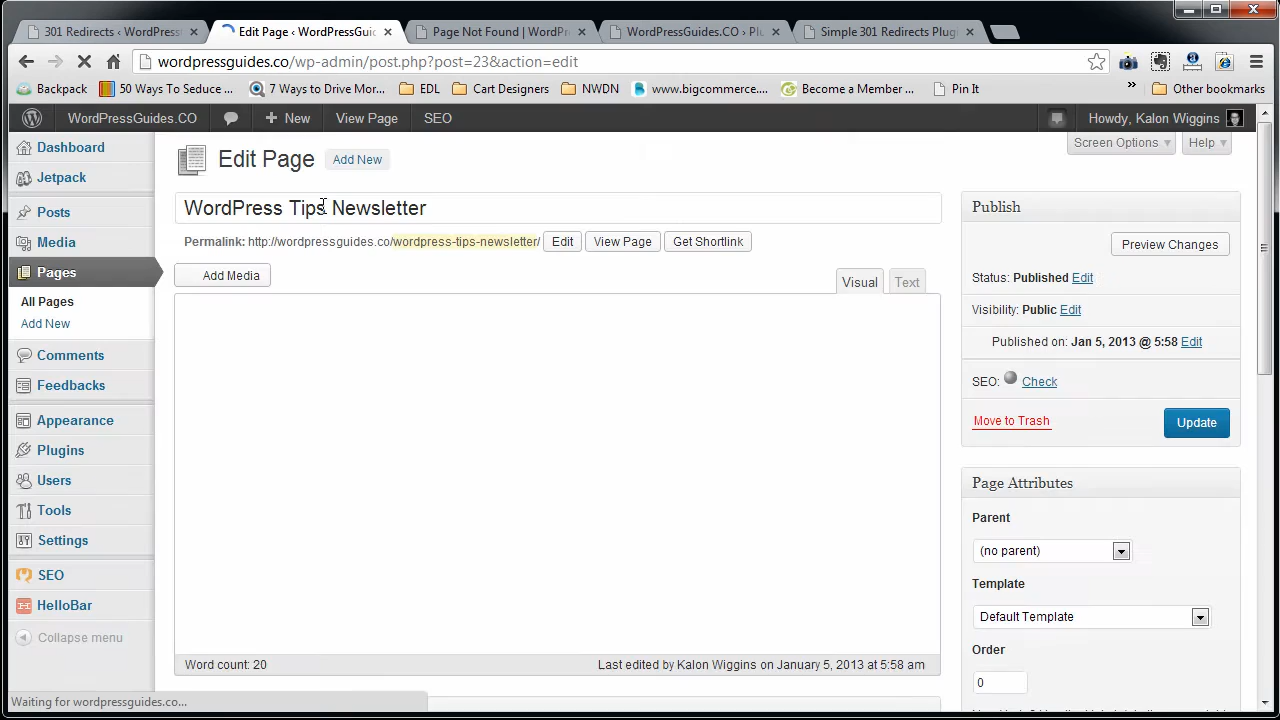 301 Redirects ‹ WordPress
Edit Page ‹ WordPressGuid
Page Not Found | WordPr
WordPressGuides.CO › Plu
Simple 301 Redirects Plugin
wordpressguides.co/wp-admin/post.php?post=23&action=edit
Backpack
50 Ways To Seduce ...
7 Ways to Drive Mor...
EDL
Cart Designers
NWDN
www.bigcommerce....
Become a Member ...
Pin It
»
Other bookmarks
WordPressGuides.CO
+ New
View Page
SEO
Howdy, Kalon Wiggins
Dashboard
Jetpack
Posts
Media
Pages
All Pages
Add New
Comments
Feedbacks
Appearance
Plugins
Users
Tools
Settings
SEO
HelloBar
Collapse menu
Screen Options
Help
Edit Page
Add New
WordPress Tips Newsletter
Permalink: http://wordpressguides.co/wordpress-tips-newsletter/
Edit
View Page
Get Shortlink
Add Media
Visual
Text
Word count: 20
Last edited by Kalon Wiggins on January 5, 2013 at 5:58 am
Publish
Preview Changes
Status: Published Edit
Visibility: Public Edit
Published on: Jan 5, 2013 @ 5:58 Edit
SEO: Check
Move to Trash
Update
Page Attributes
Parent
(no parent)
Template
Default Template
Order
0
Waiting for wordpressguides.co...